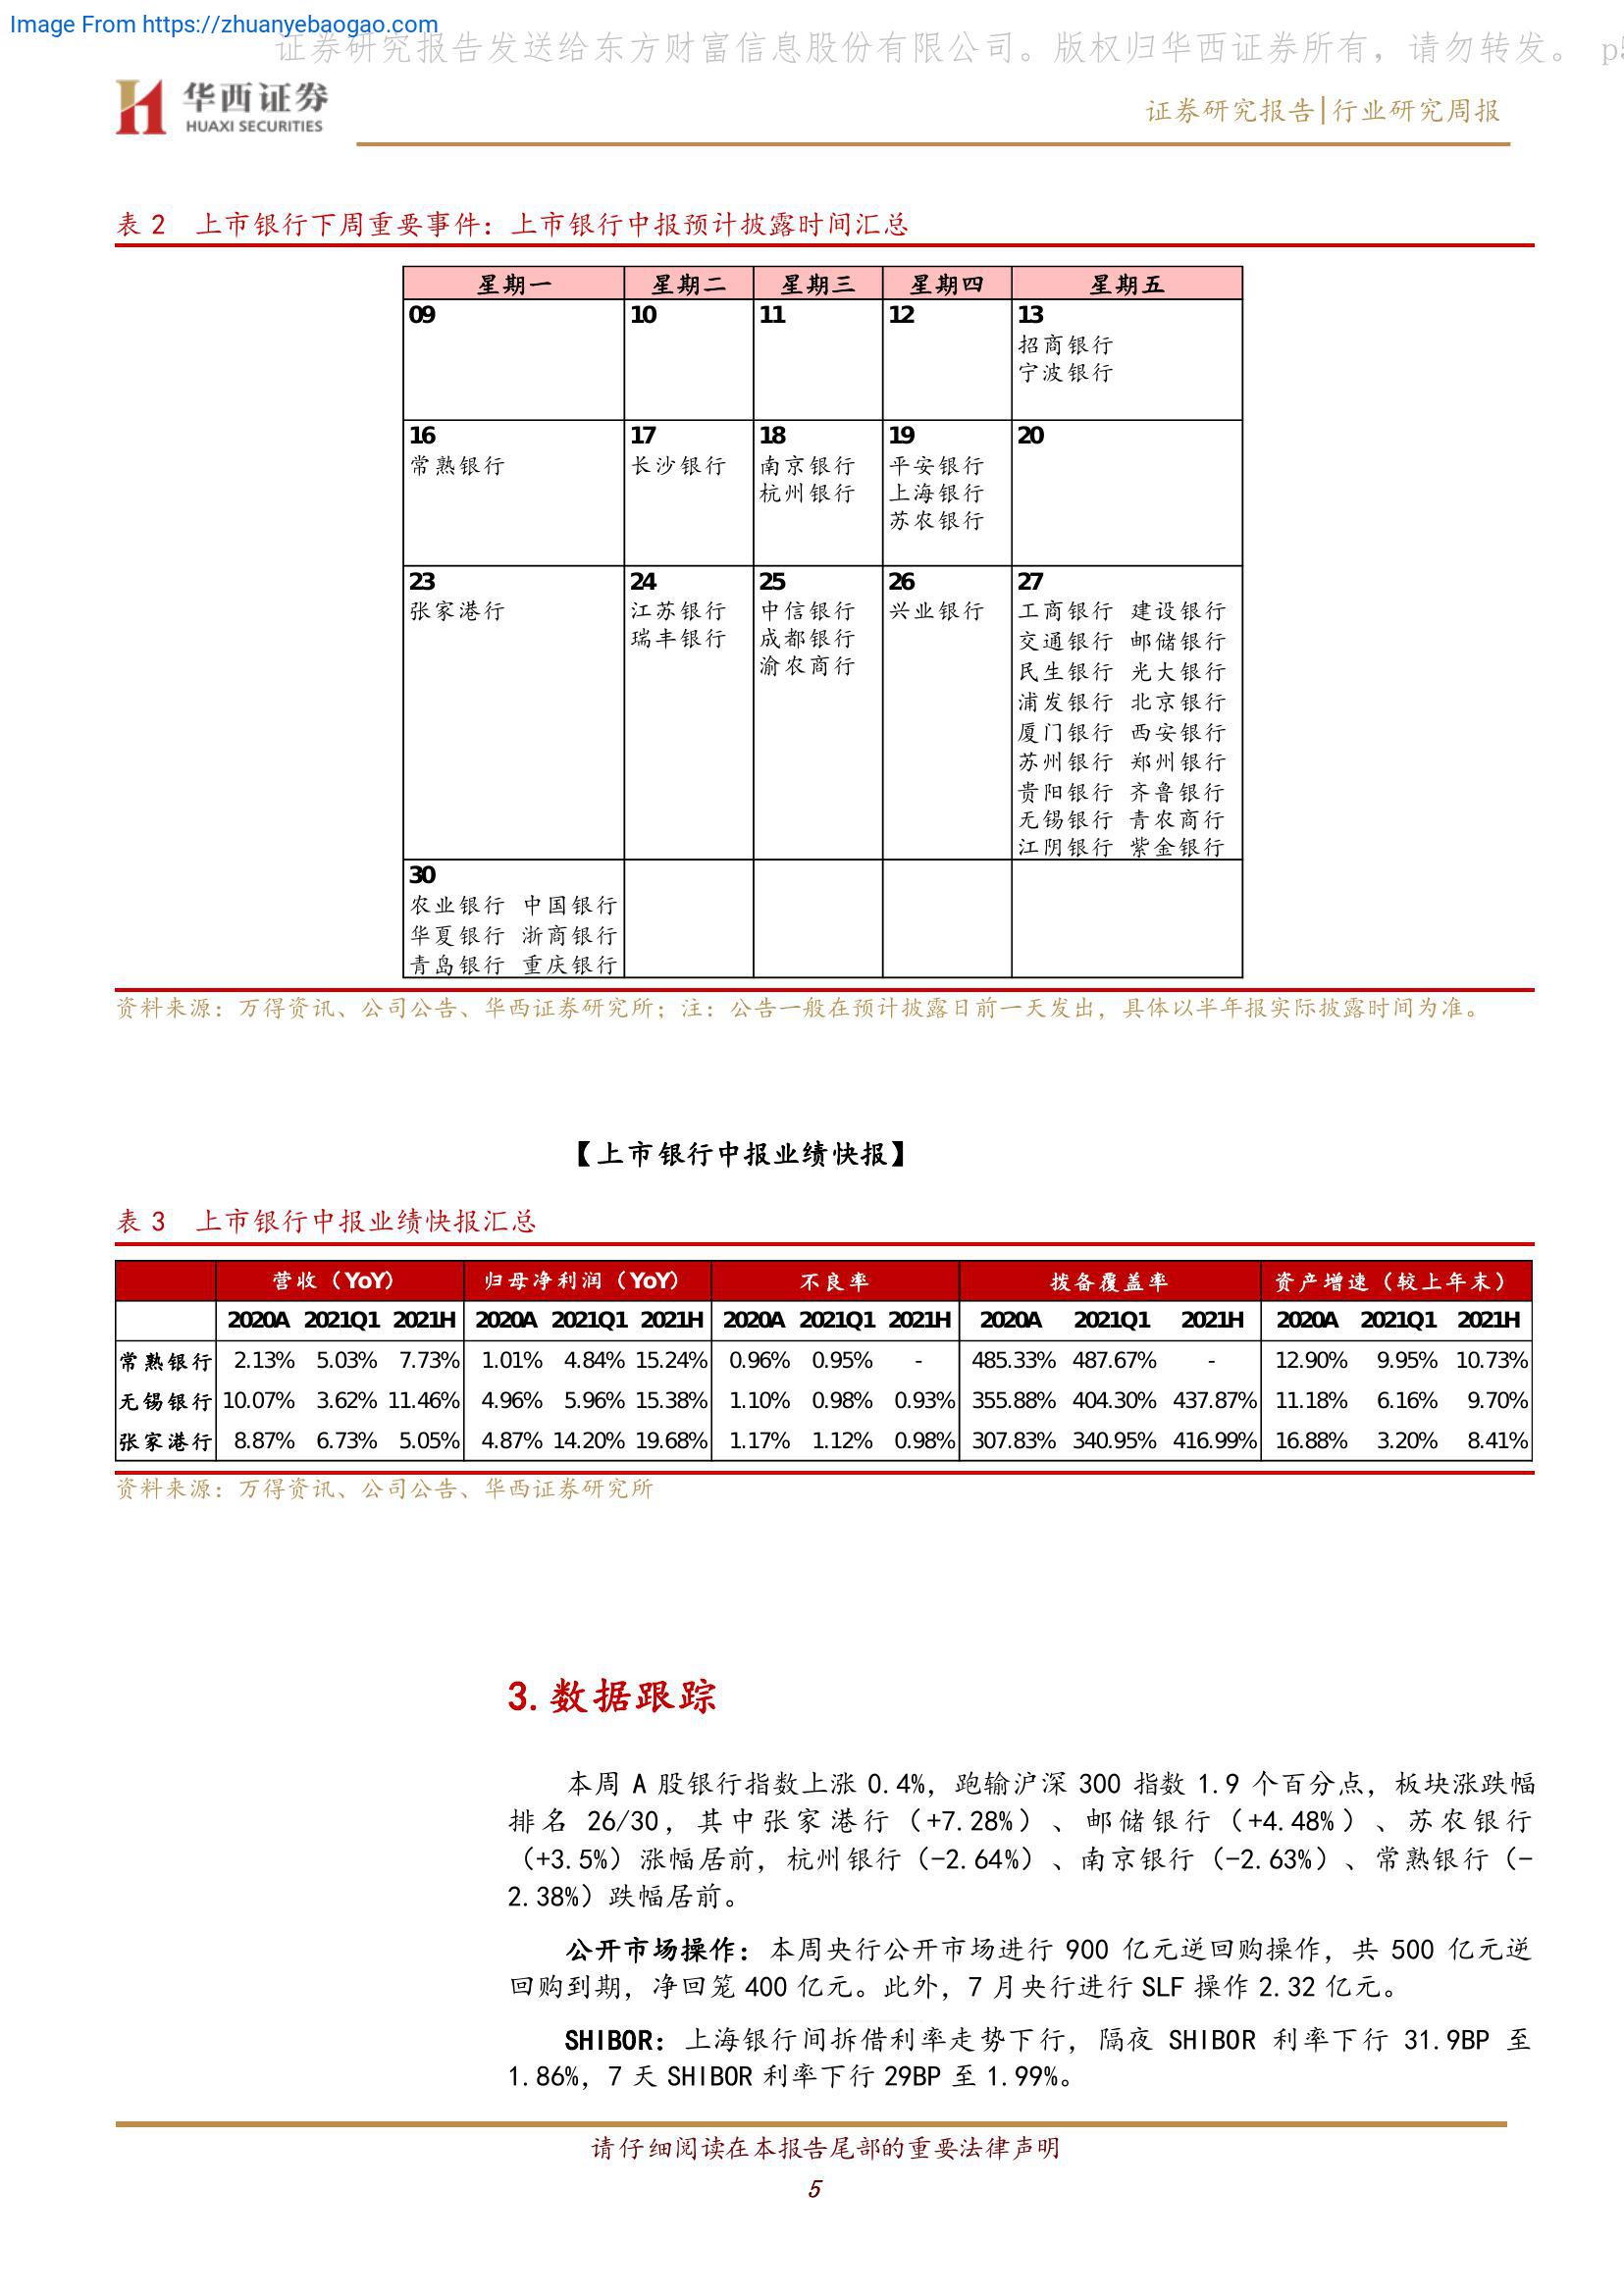 Image From https://zhuanyebaogao.com
证券研究报告发送给东方财富信息股份有限公司。版权归华西证券所有，请勿转发。 p5
华西证券
HUAXI SECURITIES
证券研究报告|行业研究周报
表 2 上市银行下周重要事件：上市银行中报预计披露时间汇总
星期一 星期二 星期三 星期四 星期五
09 10 11 12 13
招商银行
宁波银行
16 17 18 19 20
常熟银行 长沙银行 南京银行 平安银行
杭州银行 上海银行
苏农银行
23 24 25 26 27
张家港行 江苏银行 中信银行 兴业银行 工商银行 建设银行
瑞丰银行 成都银行 交通银行 邮储银行
渝农商行 民生银行 光大银行
浦发银行 北京银行
厦门银行 西安银行
苏州银行 郑州银行
贵阳银行 齐鲁银行
无锡银行 青农商行
江阴银行 紫金银行
30
农业银行 中国银行
华夏银行 浙商银行
青岛银行 重庆银行
资料来源：万得资讯、公司公告、华西证券研究所；注：公告一般在预计披露日前一天发出，具体以半年报实际披露时间为准。
【上市银行中报业绩快报】
表 3 上市银行中报业绩快报汇总
营收（YoY） 归母净利润（YoY） 不良率 拨备覆盖率 资产增速（较上年末）
2020A 2021Q1 2021H 2020A 2021Q1 2021H 2020A 2021Q1 2021H 2020A 2021Q1 2021H 2020A 2021Q1 2021H
常熟银行 2.13% 5.03% 7.73% 1.01% 4.84% 15.24% 0.96% 0.95% - 485.33% 487.67% - 12.90% 9.95% 10.73%
无锡银行 10.07% 3.62% 11.46% 4.96% 5.96% 15.38% 1.10% 0.98% 0.93% 355.88% 404.30% 437.87% 11.18% 6.16% 9.70%
张家港行 8.87% 6.73% 5.05% 4.87% 14.20% 19.68% 1.17% 1.12% 0.98% 307.83% 340.95% 416.99% 16.88% 3.20% 8.41%
资料来源：万得资讯、公司公告、华西证券研究所
3.数据跟踪
本周 A 股银行指数上涨 0.4%，跑输沪深 300 指数 1.9 个百分点，板块涨跌幅
排名 26/30，其中张家港行（+7.28%）、邮储银行（+4.48%）、苏农银行
（+3.5%）涨幅居前，杭州银行（-2.64%）、南京银行（-2.63%）、常熟银行（-
2.38%）跌幅居前。
公开市场操作：本周央行公开市场进行 900 亿元逆回购操作，共 500 亿元逆
回购到期，净回笼 400 亿元。此外，7 月央行进行 SLF 操作 2.32 亿元。
SHIBOR：上海银行间拆借利率走势下行，隔夜 SHIBOR 利率下行 31.9BP 至
1.86%，7 天 SHIBOR 利率下行 29BP 至 1.99%。
请仔细阅读在本报告尾部的重要法律声明
5